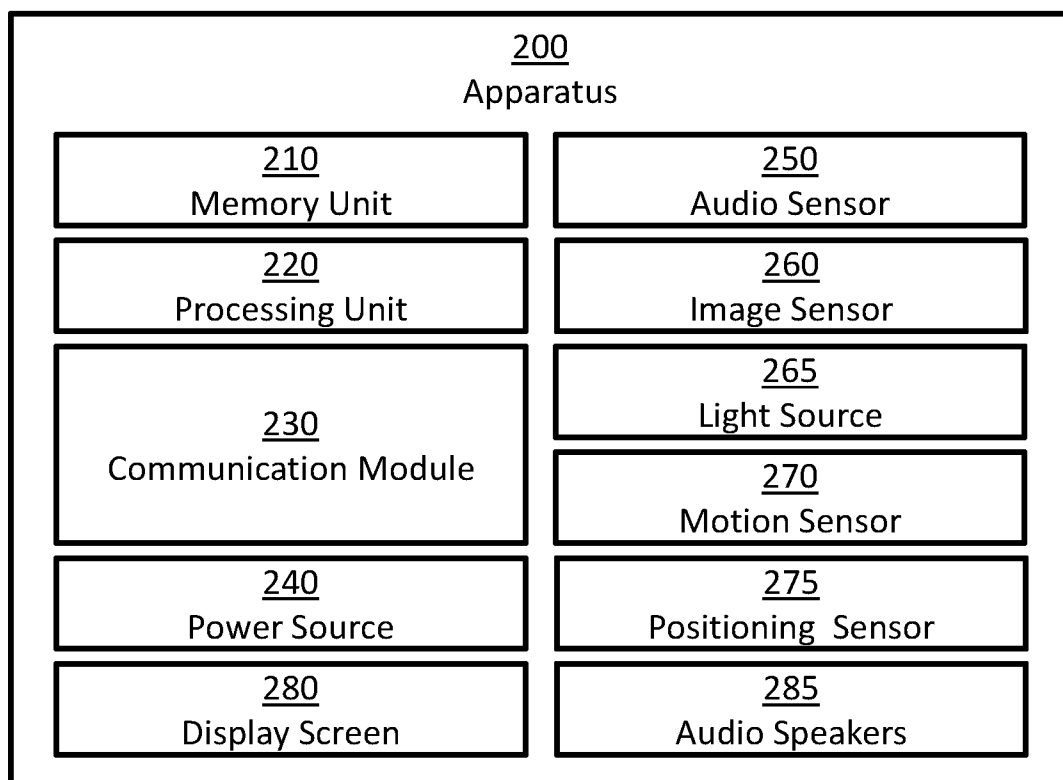 200
Apparatus
210
Memory Unit
220
Processing Unit
230
Communication Module
240
Power Source
280
Display Screen
250
Audio Sensor
260
Image Sensor
265
Light Source
270
Motion Sensor
275
Positioning Sensor
285
Audio Speakers